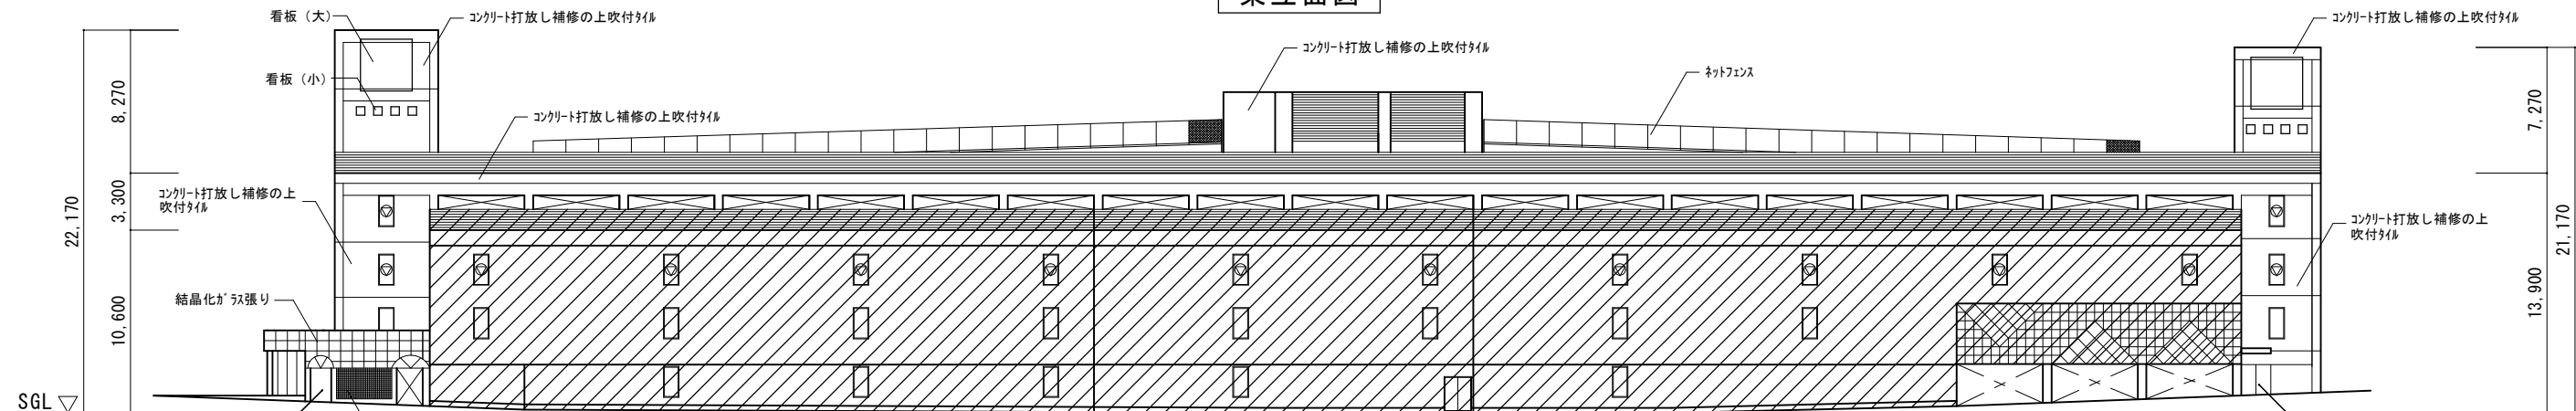 東立面図
看板（大）
コンクリート打放し補修の上吹付タイル
コンクリート打放し補修の上吹付タイル
コンクリート打放し補修の上吹付タイル
看板（小）
ネットフェンス
8,270
7,270
コンクリート打放し補修の上吹付タイル
コンクリート打放し補修の上
吹付タイル
3,300
22,170
コンクリート打放し補修の上
吹付タイル
21,170
結晶化ガラス張り
10,600
13,900
SGL